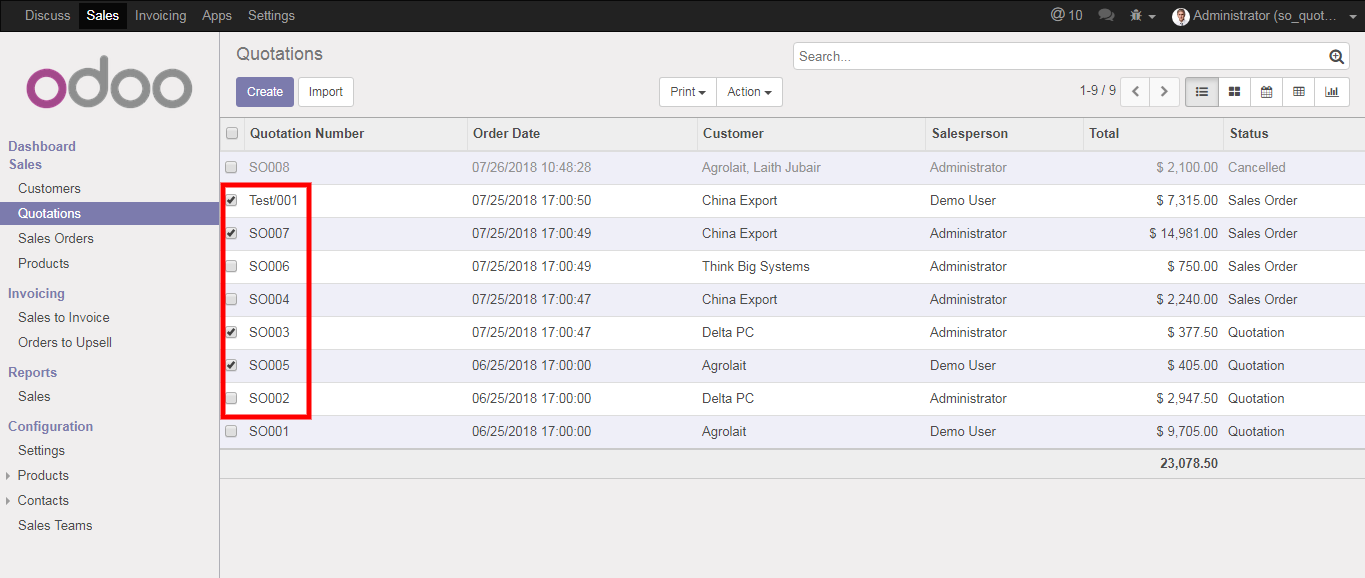 Discuss Sales Invoicing Apps Settings @ 10 Administrator (so_quot...
odoo
Dashboard
Sales
Customers
Quotations
Sales Orders
Products
Invoicing
Sales to Invoice
Orders to Upsell
Reports
Sales
Configuration
Settings
Products
Contacts
Sales Teams
Quotations
Search...
Create Import Print Action 1-9 / 9
Quotation Number Order Date Customer Salesperson Total Status
SO008 07/26/2018 10:48:28 Agrolait, Laith Jubair Administrator $ 2,100.00 Cancelled
Test/001 07/25/2018 17:00:50 China Export Demo User $ 7,315.00 Sales Order
SO007 07/25/2018 17:00:49 China Export Administrator $ 14,981.00 Sales Order
SO006 07/25/2018 17:00:49 Think Big Systems Administrator $ 750.00 Sales Order
SO004 07/25/2018 17:00:47 China Export Administrator $ 2,240.00 Sales Order
SO003 07/25/2018 17:00:47 Delta PC Administrator $ 377.50 Quotation
SO005 06/25/2018 17:00:00 Agrolait Demo User $ 405.00 Quotation
SO002 06/25/2018 17:00:00 Delta PC Administrator $ 2,947.50 Quotation
SO001 06/25/2018 17:00:00 Agrolait Demo User $ 9,705.00 Quotation
23,078.50